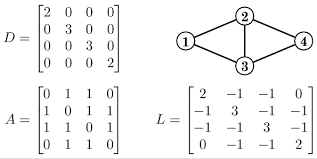 D = [2 0 0 0
0 3 0 0
0 0 3 0
0 0 0 2]
1 2 3 4
A = [0 1 1 0
1 0 1 1
1 1 0 1
0 1 1 0]
L = [2 −1 −1 0
−1 3 −1 −1
−1 −1 3 −1
0 −1 −1 2]